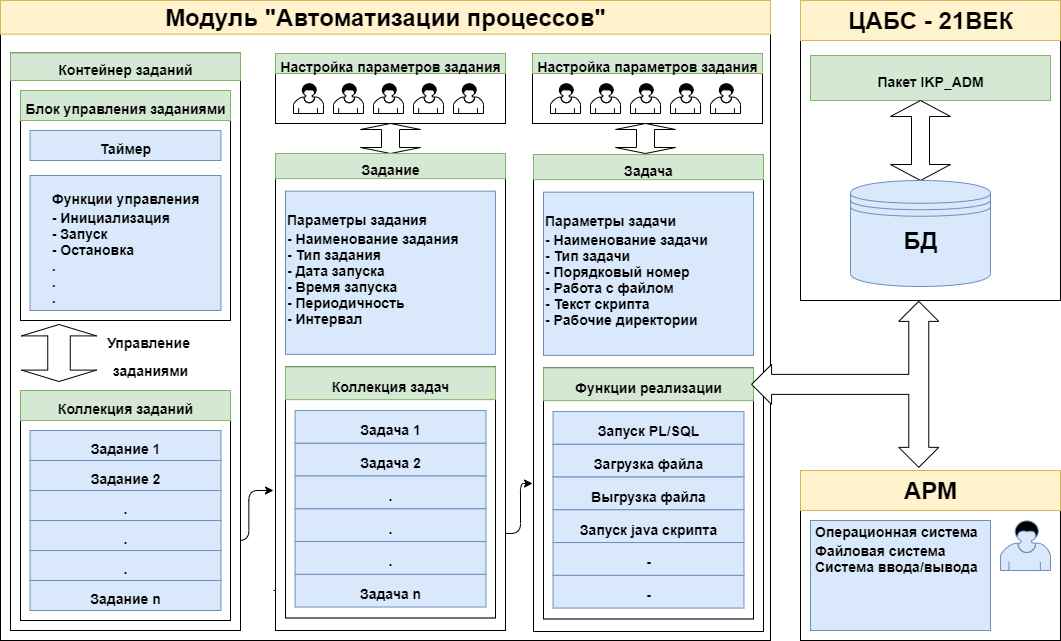 Модуль "Автоматизации процессов"
Контейнер заданий
Блок управления заданиями
Таймер
Функции управления
- Инициализация
- Запуск
- Остановка
.
.
.
Управление
заданиями
Коллекция заданий
Задание 1
Задание 2
.
.
.
Задание n
Настройка параметров задания
Задание
Параметры задания
- Наименование задания
- Тип задания
- Дата запуска
- Время запуска
- Периодичность
- Интервал
Коллекция задач
Задача 1
Задача 2
.
.
.
Задача n
Настройка параметров задания
Задача
Параметры задачи
- Наименование задачи
- Тип задачи
- Порядковый номер
- Работа с файлом
- Текст скрипта
- Рабочие директории
Функции реализации
Запуск PL/SQL
Загрузка файла
Выгрузка файла
Запуск java скрипта
-
-
ЦАБС - 21ВЕК
Пакет IKP_ADM
БД
АРМ
Операционная система
Файловая система
Система ввода/вывода